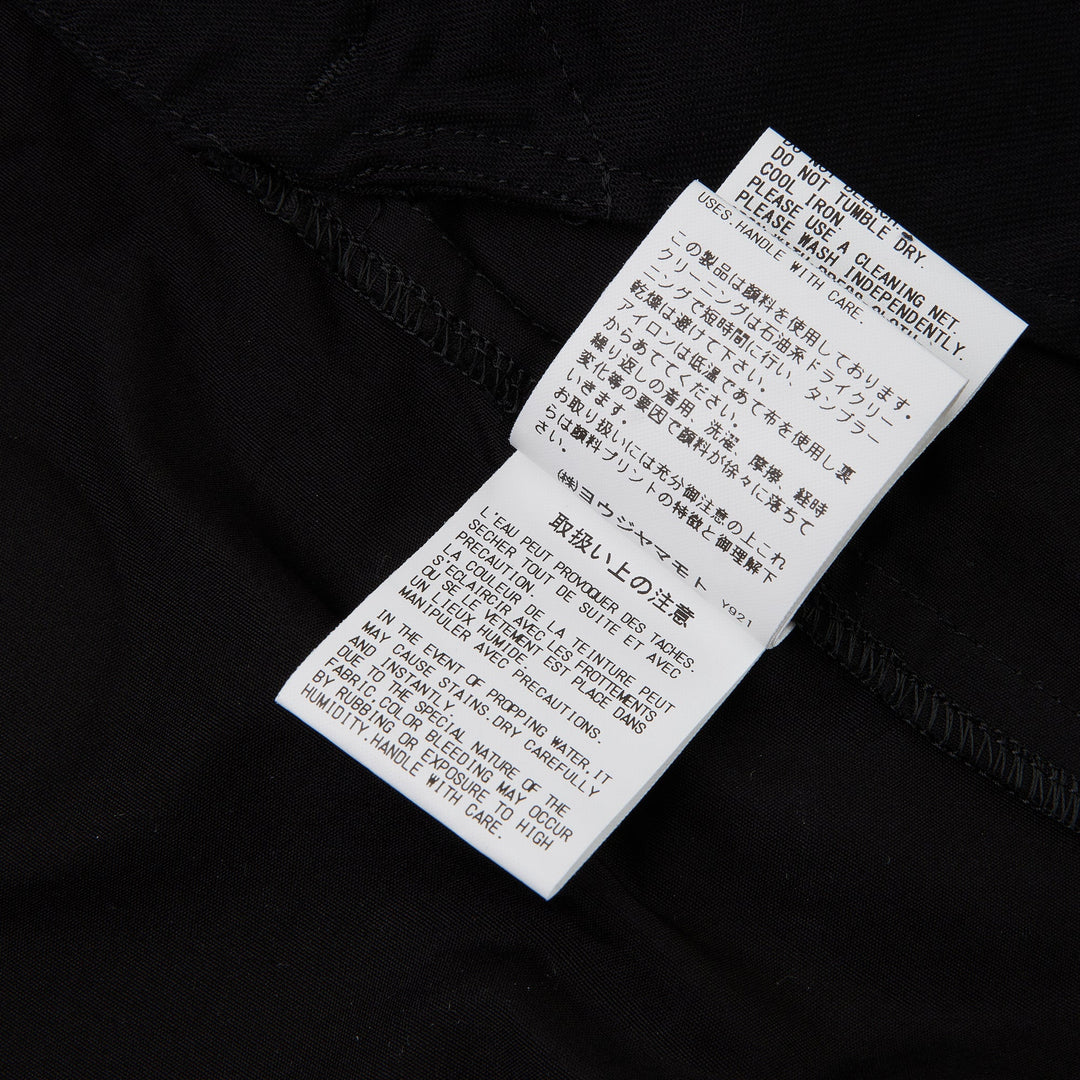 DO NOT BLEACH
DO NOT TUMBLE DRY.
COOL IRON
PLEASE USE A CLEANING NET.
PLEASE WASH INDEPENDENTLY.
USES.HANDLE WITH CARE.
この製品は顔料を使用しております。
クリーニングは石油系ドライクリー
ニングで短時間に行い、タンブラー
乾燥は避けて下さい。
アイロンは低温であて布を使用し裏
からあててください。
繰り返しの着用、洗濯、摩擦、経時
変化等の要因で顔料が徐々に落ちて
いきます。
お取り扱いには充分御注意の上これ
らは顔料プリントの特徴と御理解下
さい。
(株)ヨウジヤマモト Y921
取扱い上の注意
L'EAU PEUT PROVOQUER DES TACHES.
SECHER TOUT DE SUITE ET AVEC
PRECAUTION.
LA COULEUR DE LA TEINTURE PEUT
S'ECLAIRCIR AVEC LES FROTTEMENTS
OU SE LE VETEMENT EST PLACE DANS
UN LIEUX HUMIDE.
MANIPULER AVEC PRECAUTIONS.
IN THE EVENT OF PROPPING WATER,IT
MAY CAUSE STAINS.DRY CAREFULLY
AND INSTANTLY.
DUE TO THE SPECIAL NATURE OF THE
FABRIC,COLOR BLEEDING MAY OCCUR
BY RUBBING OR EXPOSURE TO HIGH
HUMIDITY.HANDLE WITH CARE.